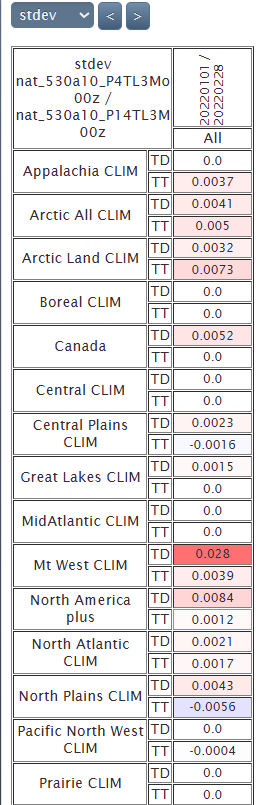 stdev
<
>
stdev
nat_530a10_P4TL3Mo
00z /
nat_530a10_P14TL3M
00z
20220101 /
20220228
All
Appalachia CLIM
TD 0.0
TT 0.0037
Arctic All CLIM
TD 0.0041
TT 0.005
Arctic Land CLIM
TD 0.0032
TT 0.0073
Boreal CLIM
TD 0.0
TT 0.0
Canada
TD 0.0052
TT 0.0
Central CLIM
TD 0.0
TT 0.0
Central Plains
CLIM
TD 0.0023
TT -0.0016
Great Lakes CLIM
TD 0.0015
TT 0.0
MidAtlantic CLIM
TD 0.0
TT 0.0
Mt West CLIM
TD 0.028
TT 0.0039
North America
plus
TD 0.0084
TT 0.0012
North Atlantic
CLIM
TD 0.0021
TT 0.0017
North Plains CLIM
TD 0.0043
TT -0.0056
Pacific North West
CLIM
TD 0.0
TT -0.0004
Prairie CLIM
TD 0.0
TT 0.0